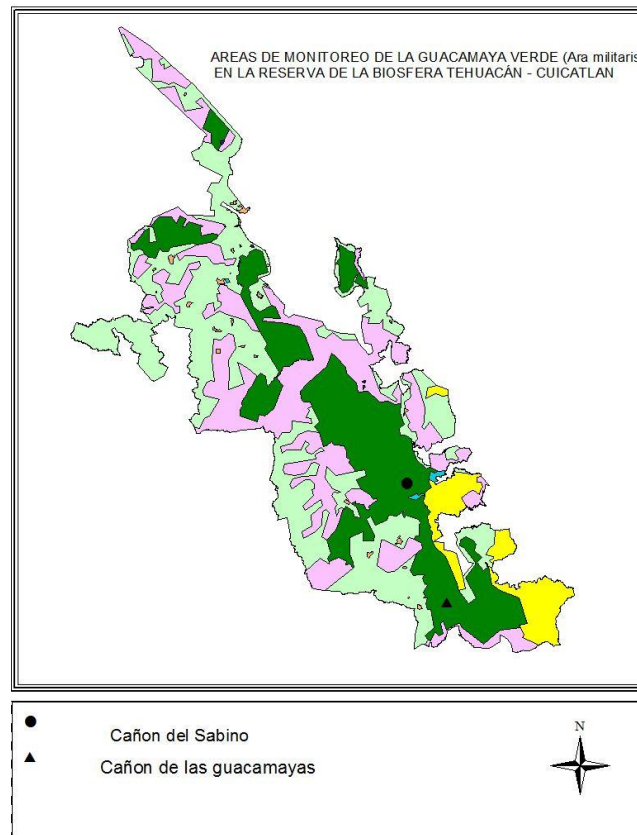 AREAS DE MONITOREO DE LA GUACAMAYA VERDE (Ara militaris
EN LA RESERVA DE LA BIOSFERA TEHUACÁN - CUICATLAN
N
Cañon del Sabino
Cañon de las guacamayas